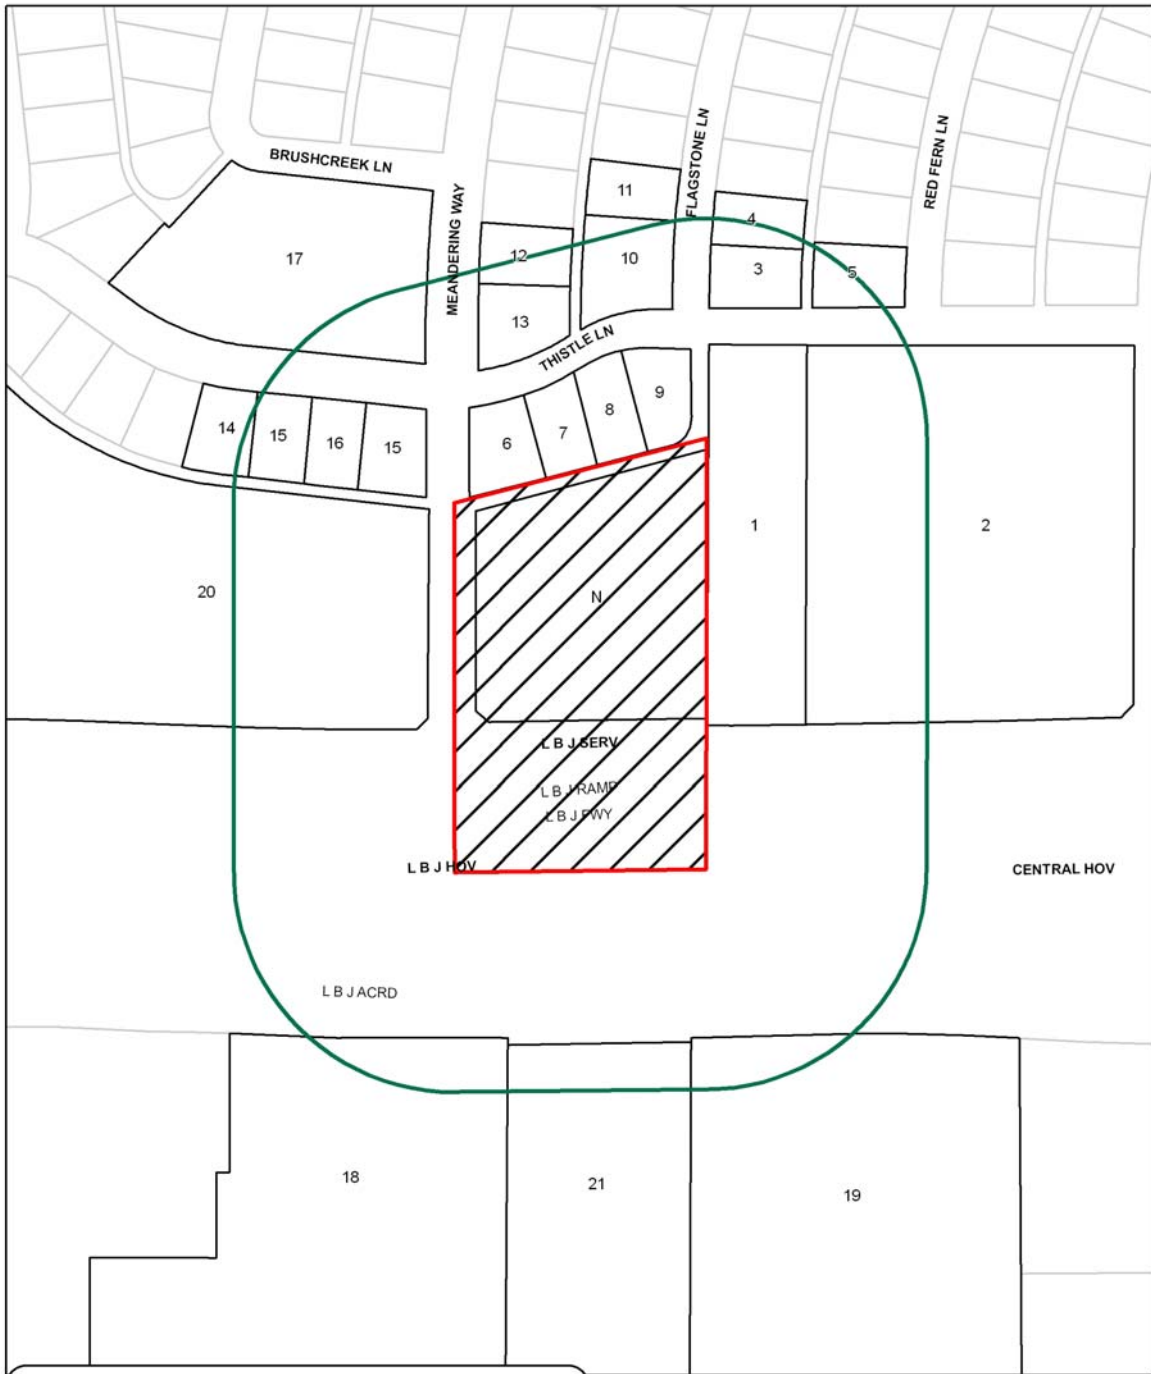 BRUSHCREEK LN
MEANDERING WAY
FLAGSTONE LN
RED FERN LN
11
4
17
12
10
3
5
13
THISTLE LN
9
8
14
15
16
15
6
7
1
2
20
N
L B J SERV
L B J RAMP
L B J FWY
L B J HOV
CENTRAL HOV
L B J ACRD
18
21
19